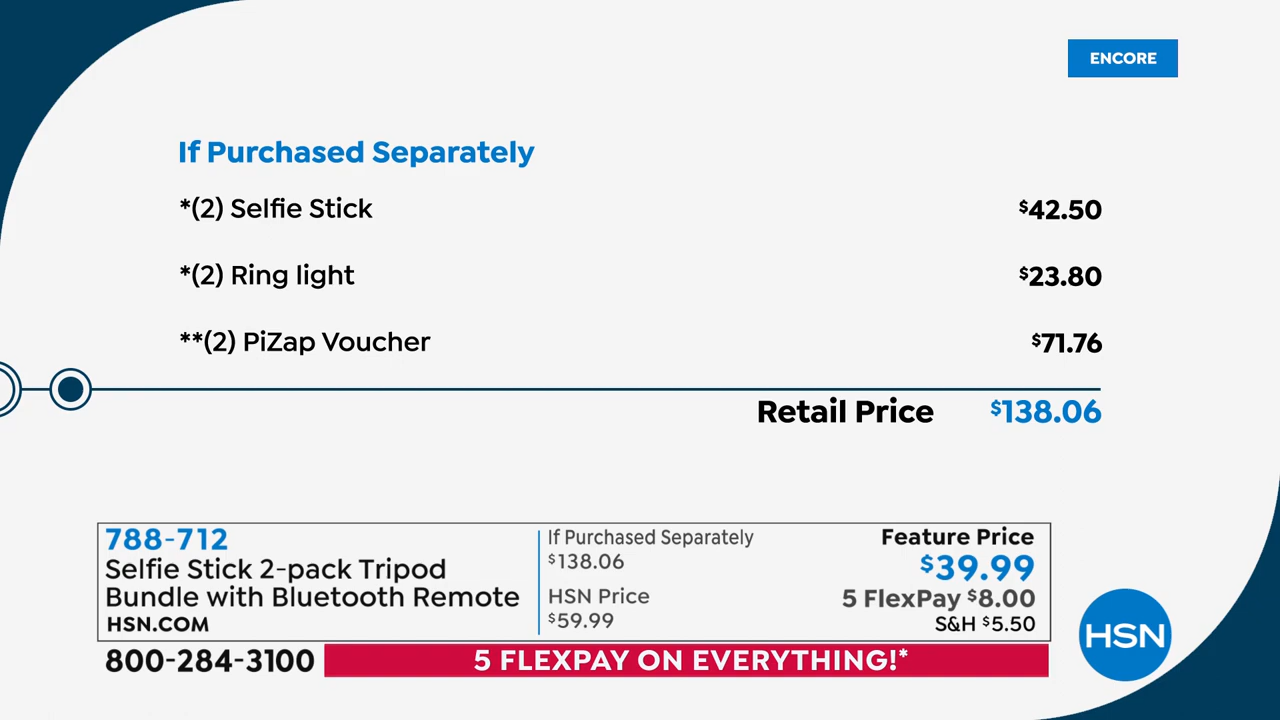 ENCORE
If Purchased Separately
*(2) Selfie Stick $42.50
*(2) Ring light $23.80
**(2) PiZap Voucher $71.76
Retail Price $138.06
788-712
Selfie Stick 2-pack Tripod
Bundle with Bluetooth Remote
HSN.COM
If Purchased Separately
$138.06
HSN Price
$59.99
Feature Price
$39.99
5 FlexPay $8.00
S&H $5.50
HSN
800-284-3100
5 FLEXPAY ON EVERYTHING!*